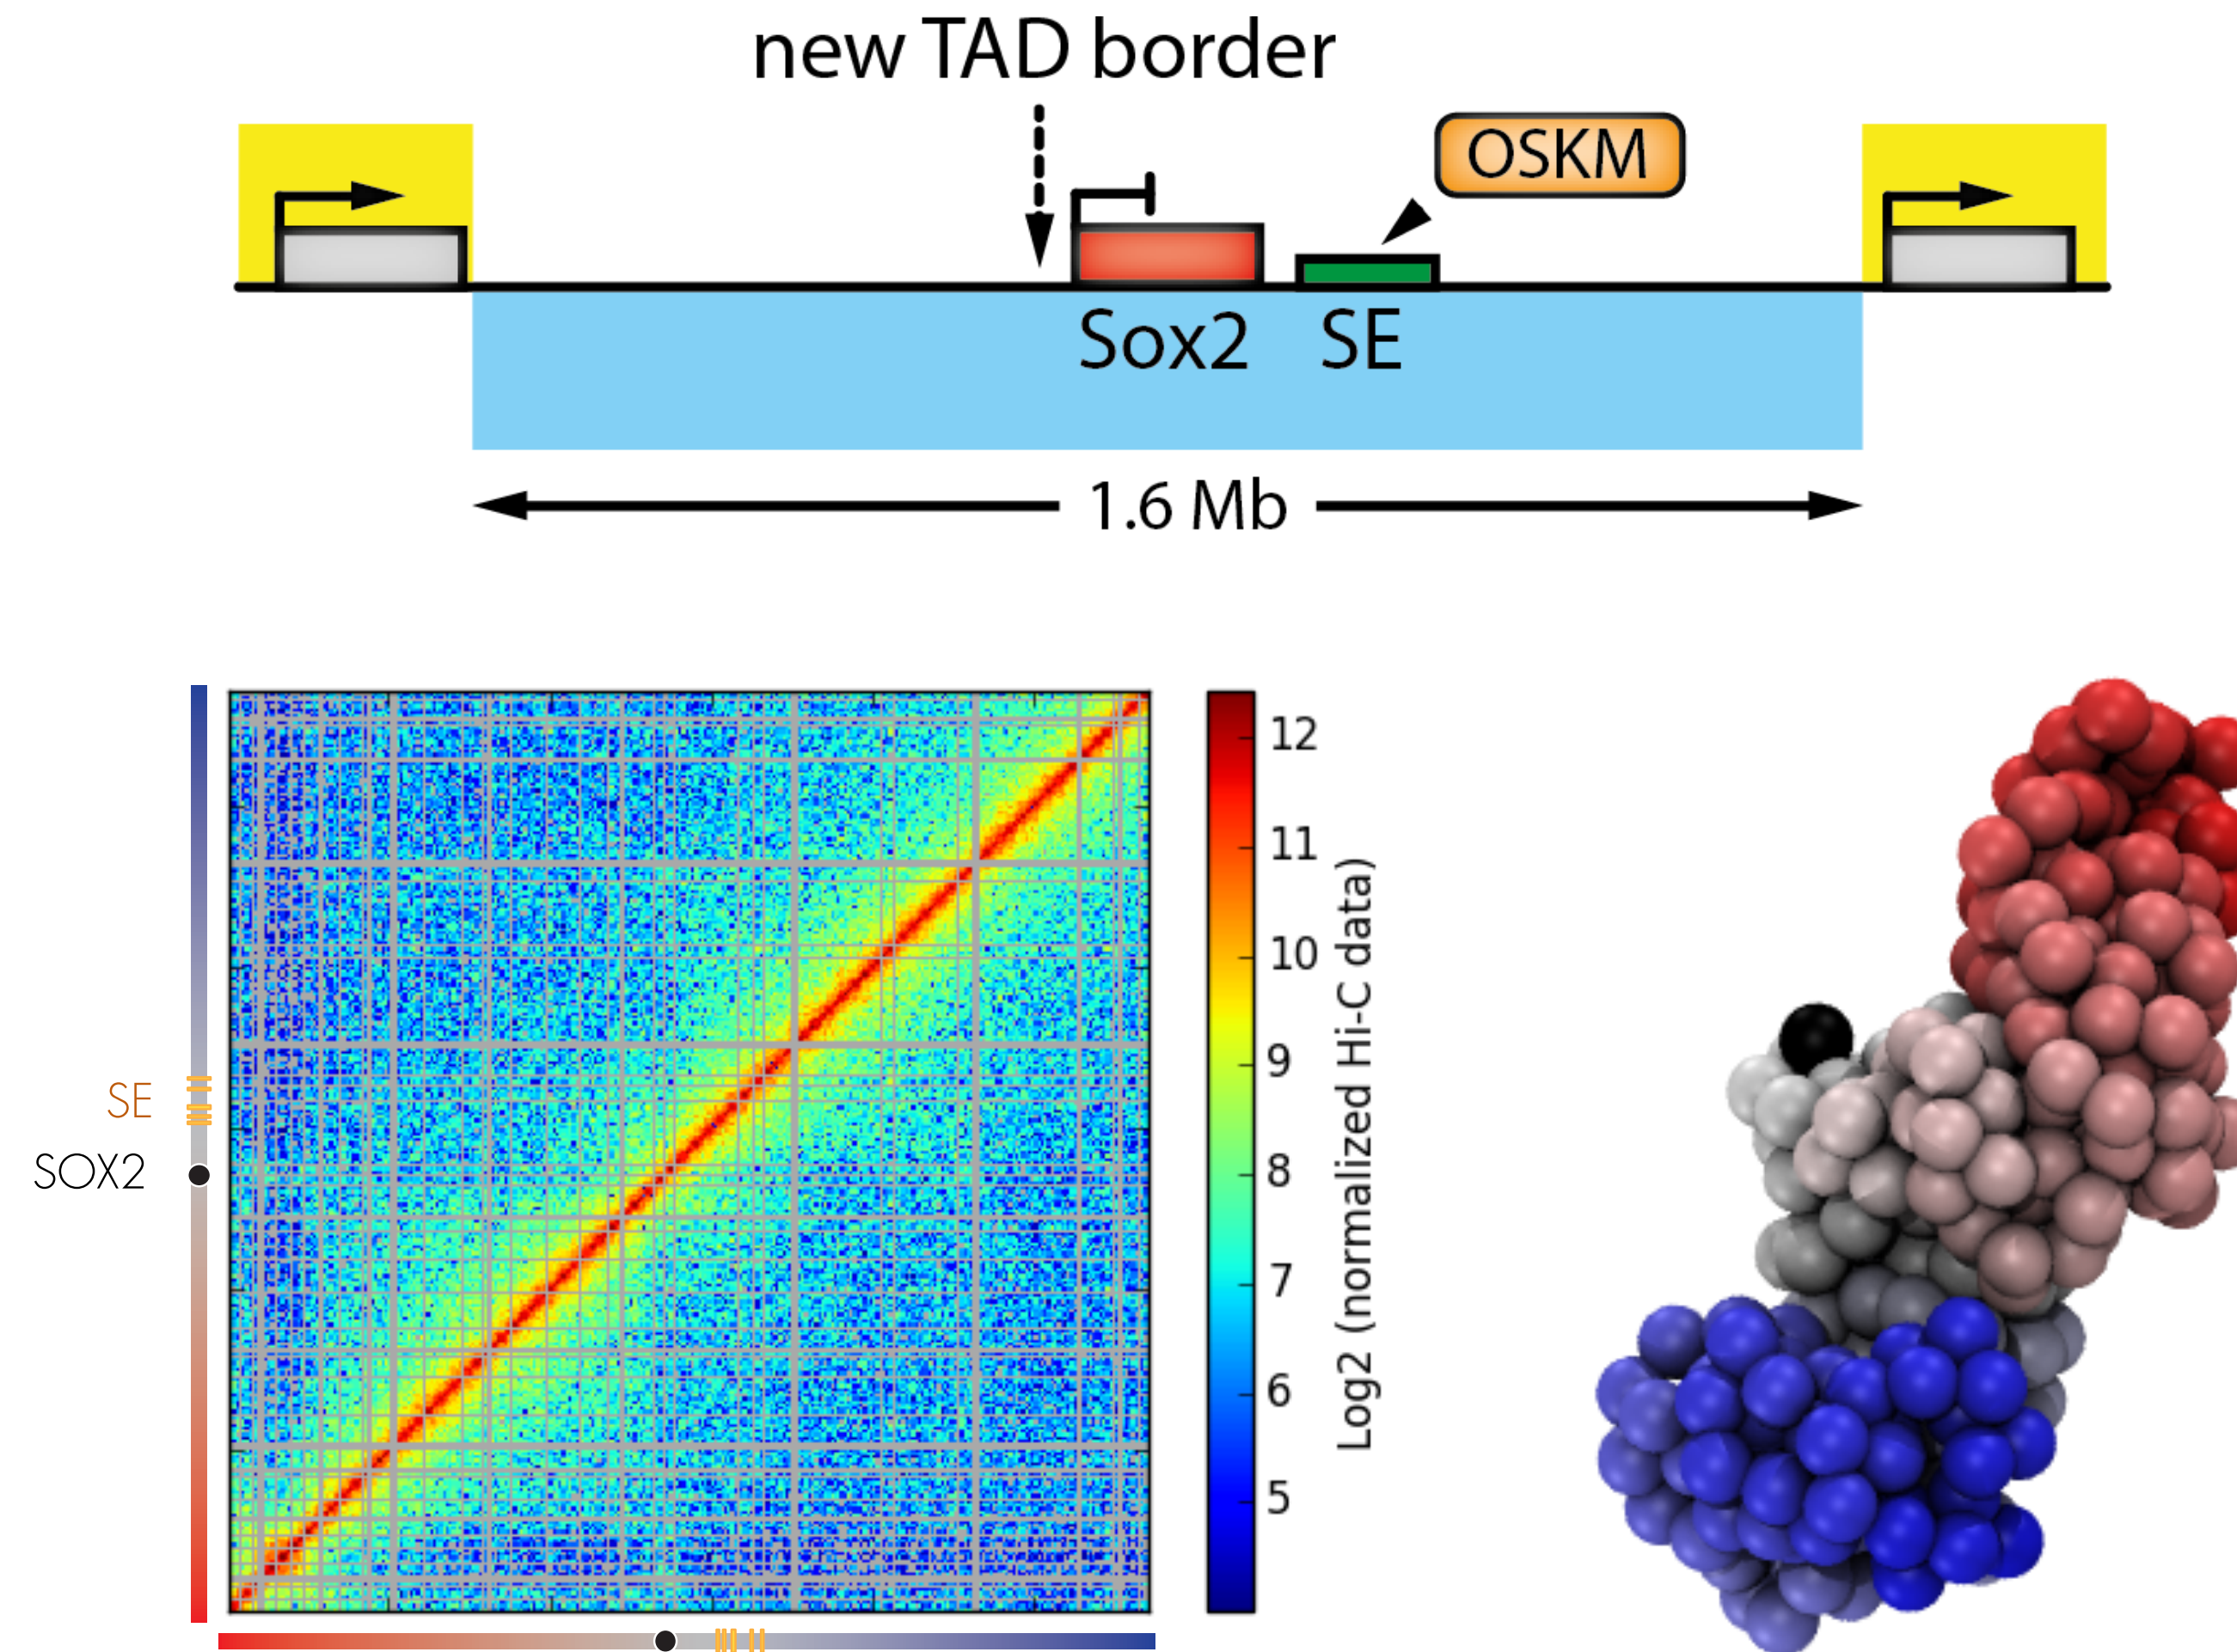 new TAD border
OSKM
Sox2
SE
1.6 Mb
12
11
10
9
8
7
6
5
Log2 (normalized Hi-C data)
SE
SOX2